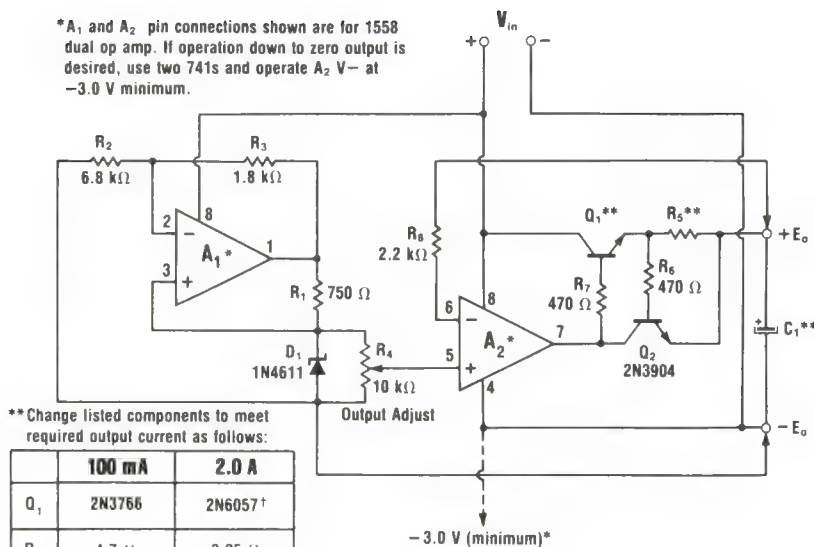 *A₁ and A₂ pin connections shown are for 1558
dual op amp. If operation down to zero output is
desired, use two 741s and operate A₂ V− at
−3.0 V minimum.
V_in
+
−
R₂
6.8 kΩ
R₃
1.8 kΩ
2
8
−
A₁*
1
3
+
R₁
750 Ω
R₈
2.2 kΩ
Q₁**
R₅**
+E₀
R₇
470 Ω
R₆
470 Ω
6
8
−
A₂*
7
5
+
4
Q₂
2N3904
+
C₁**
D₁
1N4611
R₄
10 kΩ
Output Adjust
−E₀
**Change listed components to meet
required output current as follows:
100 mA
2.0 A
Q₁
2N3766
2N6057†
−3.0 V (minimum)*